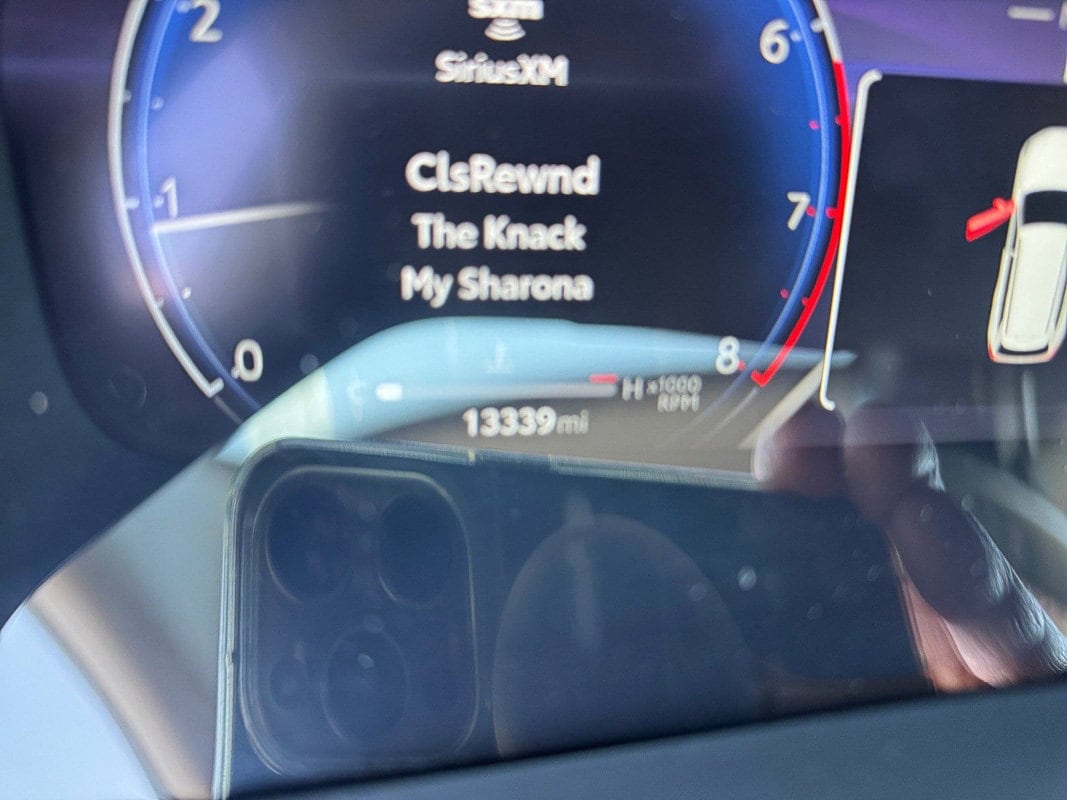 sxm
SiriusXM
ClsRewnd
The Knack
My Sharona
2
1
0
6
7
8
C
H
x1000
RPM
13339mi